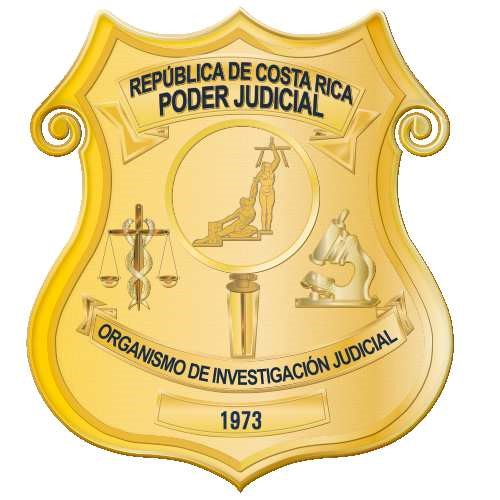 REPÚBLICA DE COSTA RICA
PODER JUDICIAL
ORGANISMO DE INVESTIGACIÓN JUDICIAL
1973